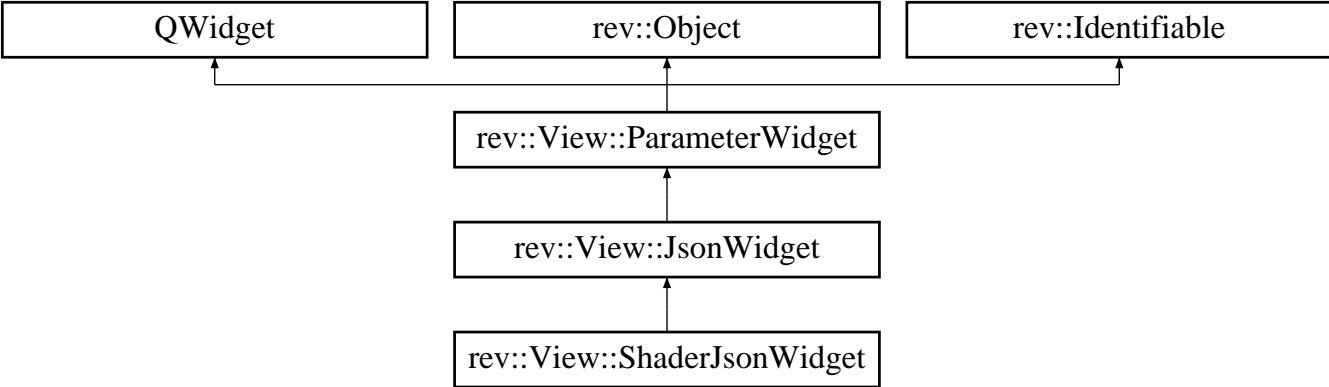 QWidget
rev::Object
rev::Identifiable
rev::View::ParameterWidget
rev::View::JsonWidget
rev::View::ShaderJsonWidget